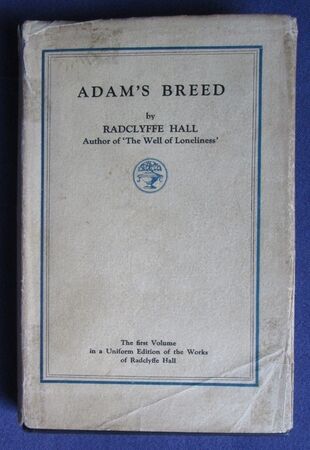 ADAM'S BREED
by
RADCLYFFE HALL
Author of 'The Well of Loneliness'
The first Volume
in a Uniform Edition of the Works
of Radclyffe Hall